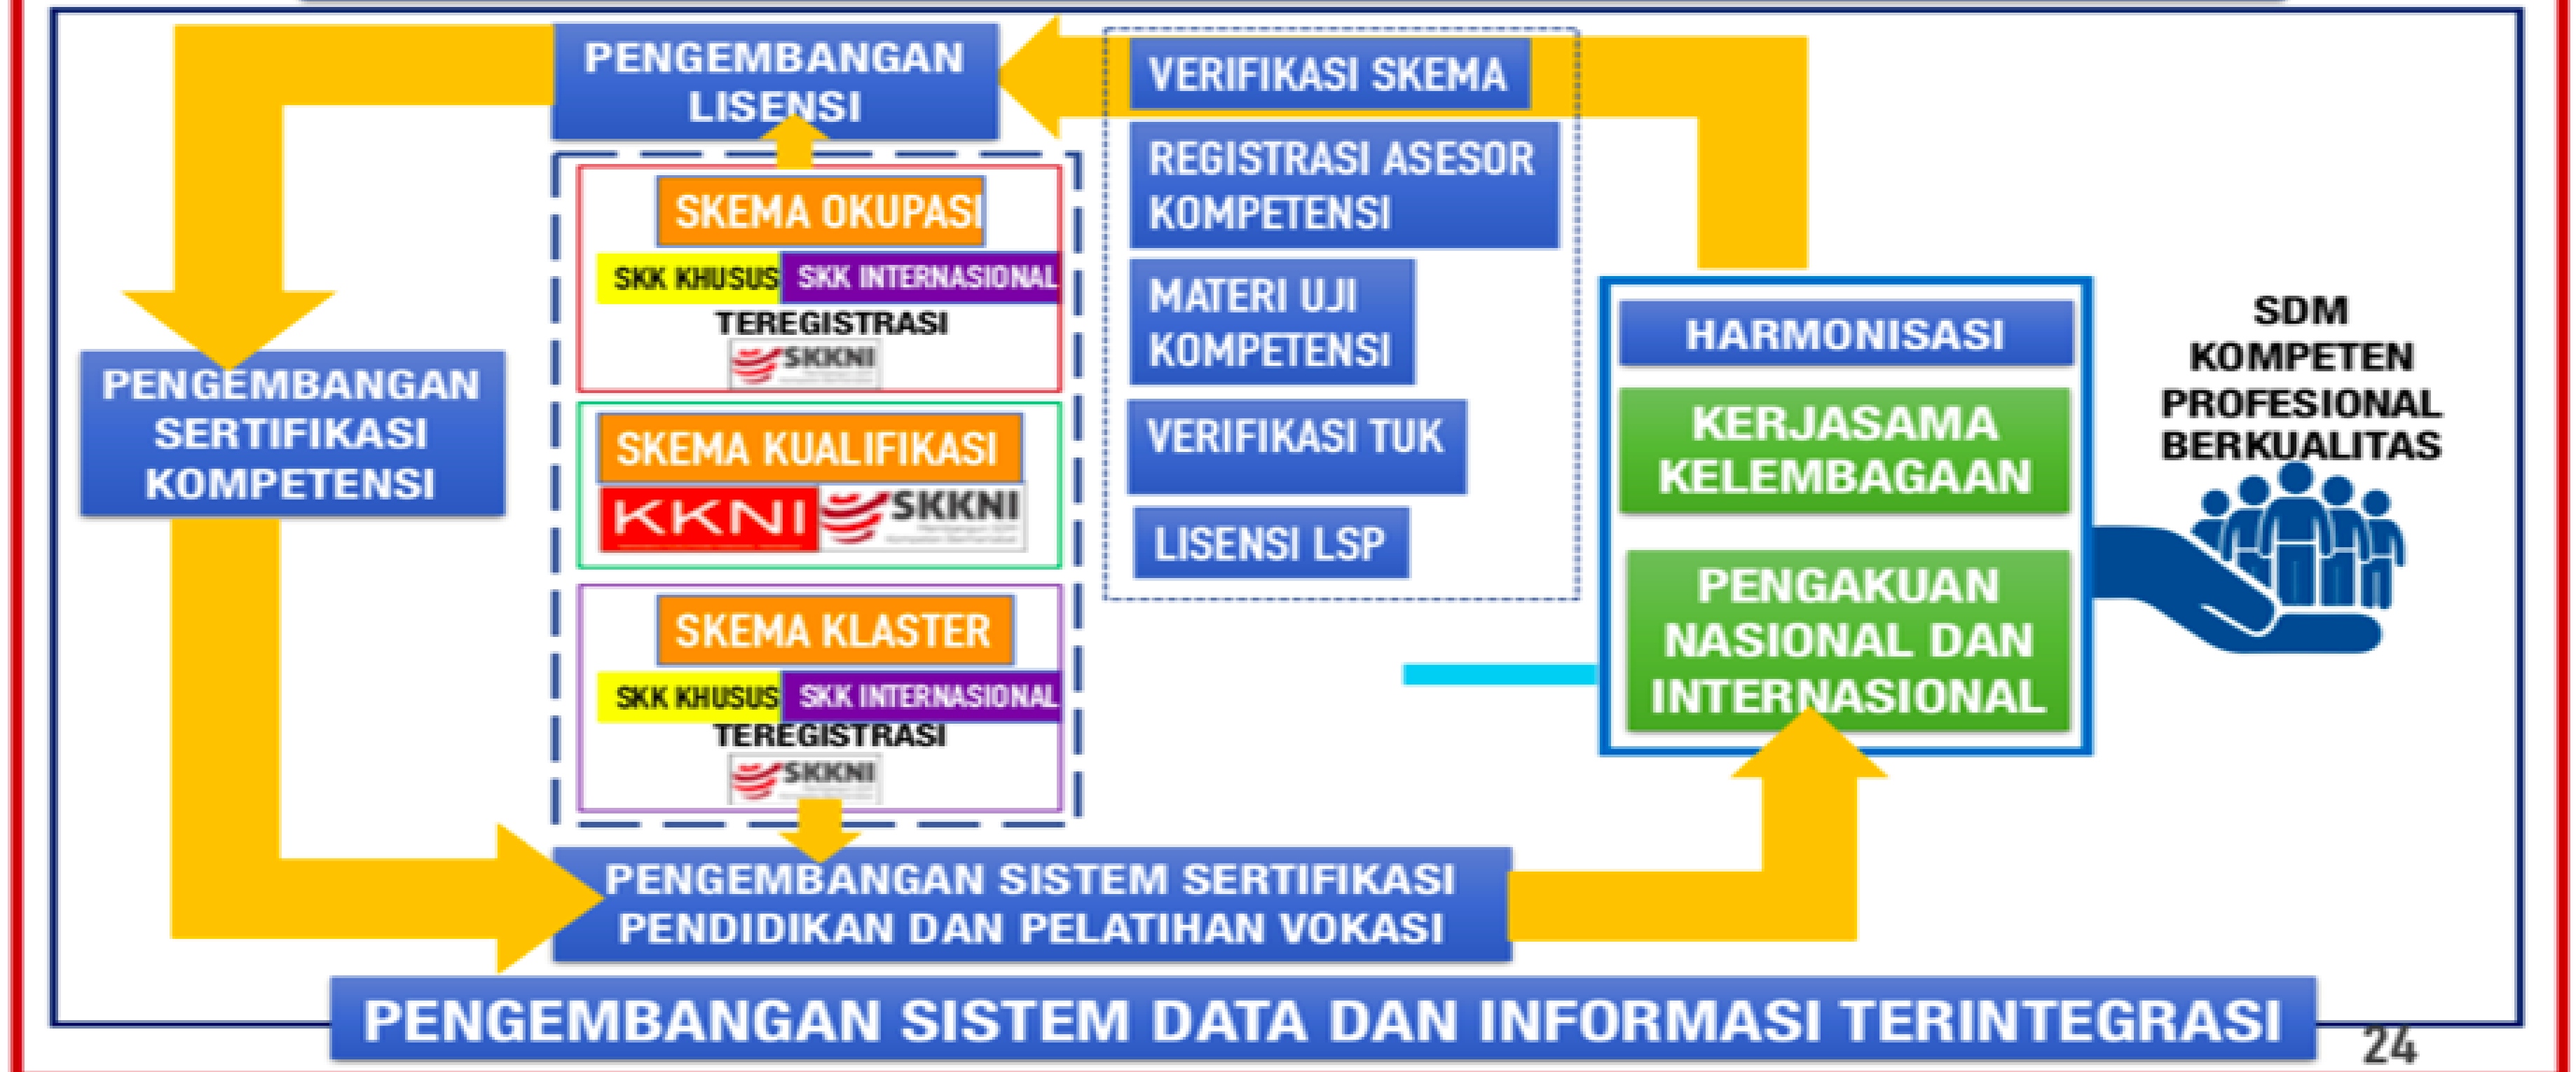 PENGEMBANGAN
LISENSI
VERIFIKASI SKEMA
REGISTRASI ASESOR
KOMPETENSI
MATERI UJI
KOMPETENSI
VERIFIKASI TUK
LISENSI LSP
SKEMA OKUPASI
SKK KHUSUS SKK INTERNASIONAL
TEREGISTRASI
SKKNI
SKEMA KUALIFIKASI
KKNI SKKNI
SKEMA KLASTER
SKK KHUSUS SKK INTERNASIONAL
TEREGISTRASI
SKKNI
PENGEMBANGAN
SERTIFIKASI
KOMPETENSI
HARMONISASI
KERJASAMA
KELEMBAGAAN
PENGAKUAN
NASIONAL DAN
INTERNASIONAL
SDM
KOMPETEN
PROFESIONAL
BERKUALITAS
PENGEMBANGAN SISTEM SERTIFIKASI
PENDIDIKAN DAN PELATIHAN VOKASI
PENGEMBANGAN SISTEM DATA DAN INFORMASI TERINTEGRASI
24